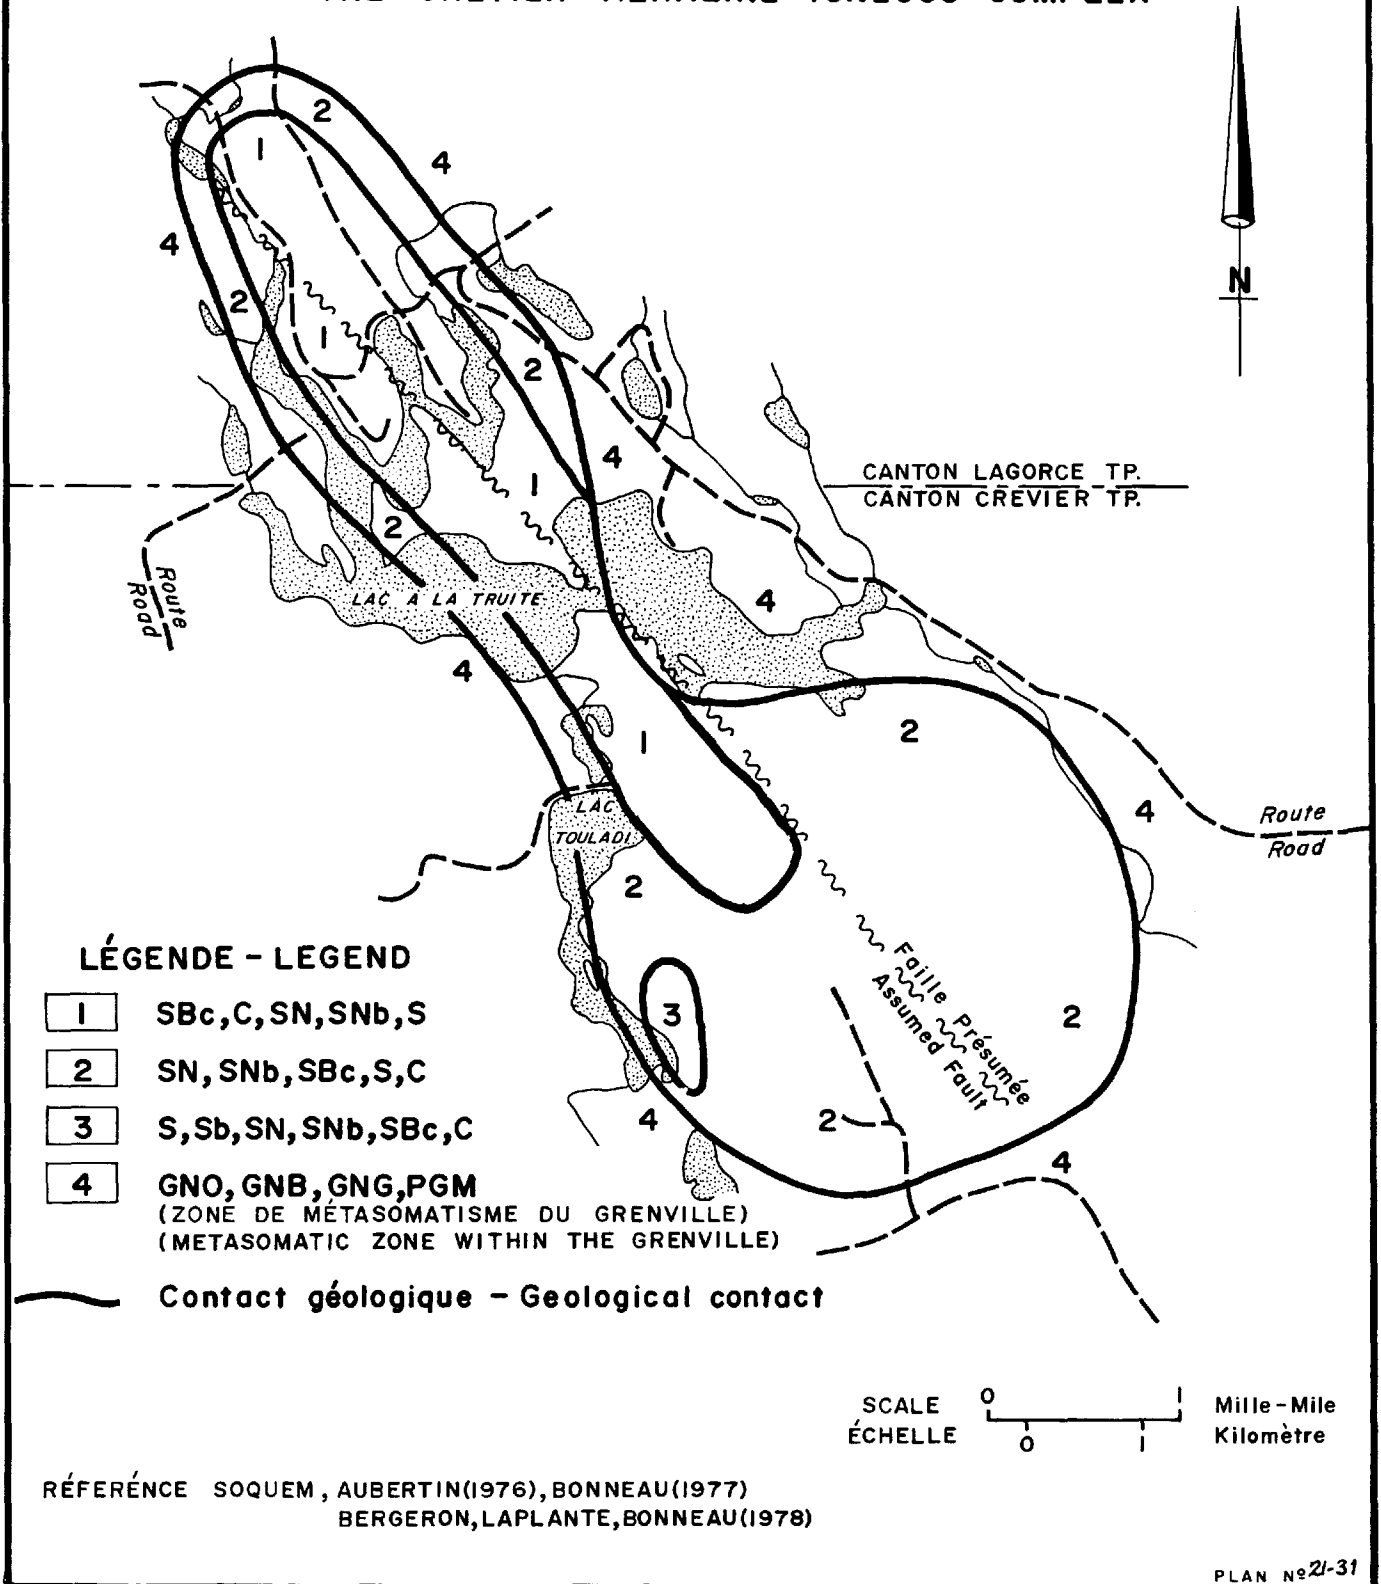 2
1
4
4
2
1
2
4
1
CANTON LAGORCE TP.
CANTON CREVIER TP.
2
Route
Road
LAC A LA TRUITE
4
4
1
2
4
Route
Road
LAC
TOULADI
2
Faille Présumée
Assumed Fault
3
2
4
2
4
N
LÉGENDE - LEGEND
1 SBc, C, SN, SNb, S
2 SN, SNb, SBc, S, C
3 S, Sb, SN, SNb, SBc, C
4 GNO, GNB, GNG, PGM
(ZONE DE MÉTASOMATISME DU GRENVILLE)
(METASOMATIC ZONE WITHIN THE GRENVILLE)
Contact géologique - Geological contact
SCALE 0 1 Mille-Mile
ÉCHELLE 0 1 Kilomètre
RÉFERÉNCE SOQUEM, AUBERTIN(1976), BONNEAU(1977)
BERGERON, LAPLANTE, BONNEAU(1978)
PLAN Nº 21-31